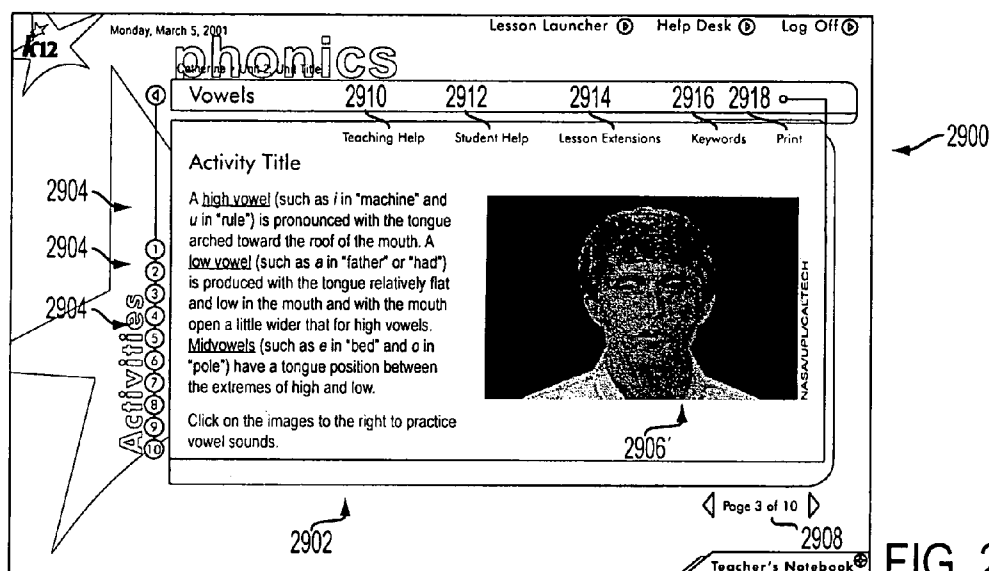 Monday, March 5, 2001
Lesson Launcher Help Desk Log Off
k12
phonics
Catherine • Unit 2, Unit Title
Vowels
2910 2912 2914 2916 2918
Teaching Help Student Help Lesson Extensions Keywords Print
2900
Activity Title
A high vowel (such as i in "machine" and
u in "rule") is pronounced with the tongue
arched toward the roof of the mouth. A
low vowel (such as a in "father" or "had")
is produced with the tongue relatively flat
and low in the mouth and with the mouth
open a little wider that for high vowels.
Midvowels (such as e in "bed" and o in
"pole") have a tongue position between
the extremes of high and low.
Click on the images to the right to practice
vowel sounds.
NASA/UPL/CALTECH
2906'
2904
2904
2904
Activities
1
2
3
4
5
6
7
8
9
10
2902
Page 3 of 10
2908
Teacher's Notebook
FIG. 2